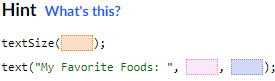 Hint What's this?
textSize( );
text("My Favorite Foods: ", , );